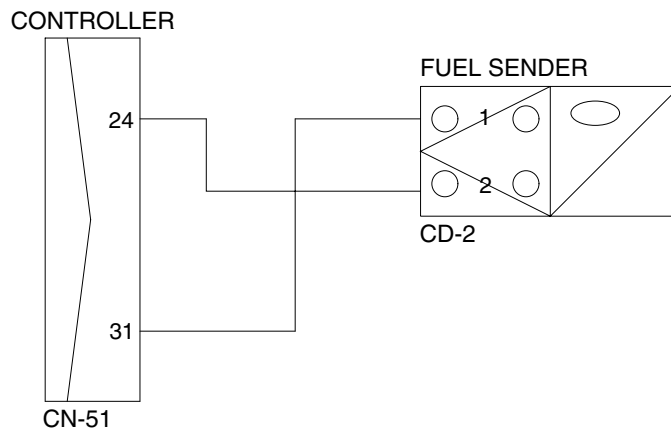 CONTROLLER
FUEL SENDER
24
1
2
CD-2
31
CN-51